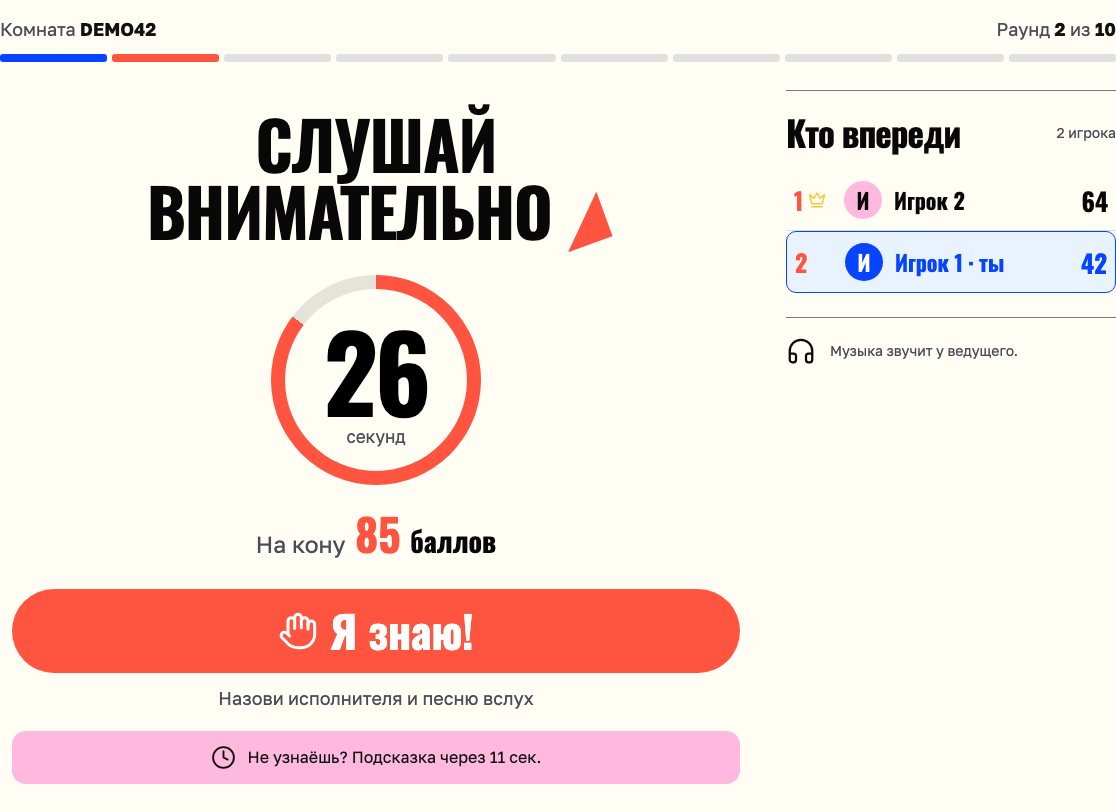 Комната DEMO42
Раунд 2 из 10
СЛУШАЙ
ВНИМАТЕЛЬНО
26
секунд
На кону 85 баллов
Я знаю!
Назови исполнителя и песню вслух
Не узнаёшь? Подсказка через 11 сек.
Кто впереди
2 игрока
1 И Игрок 2 64
2 И Игрок 1 · ты 42
Музыка звучит у ведущего.